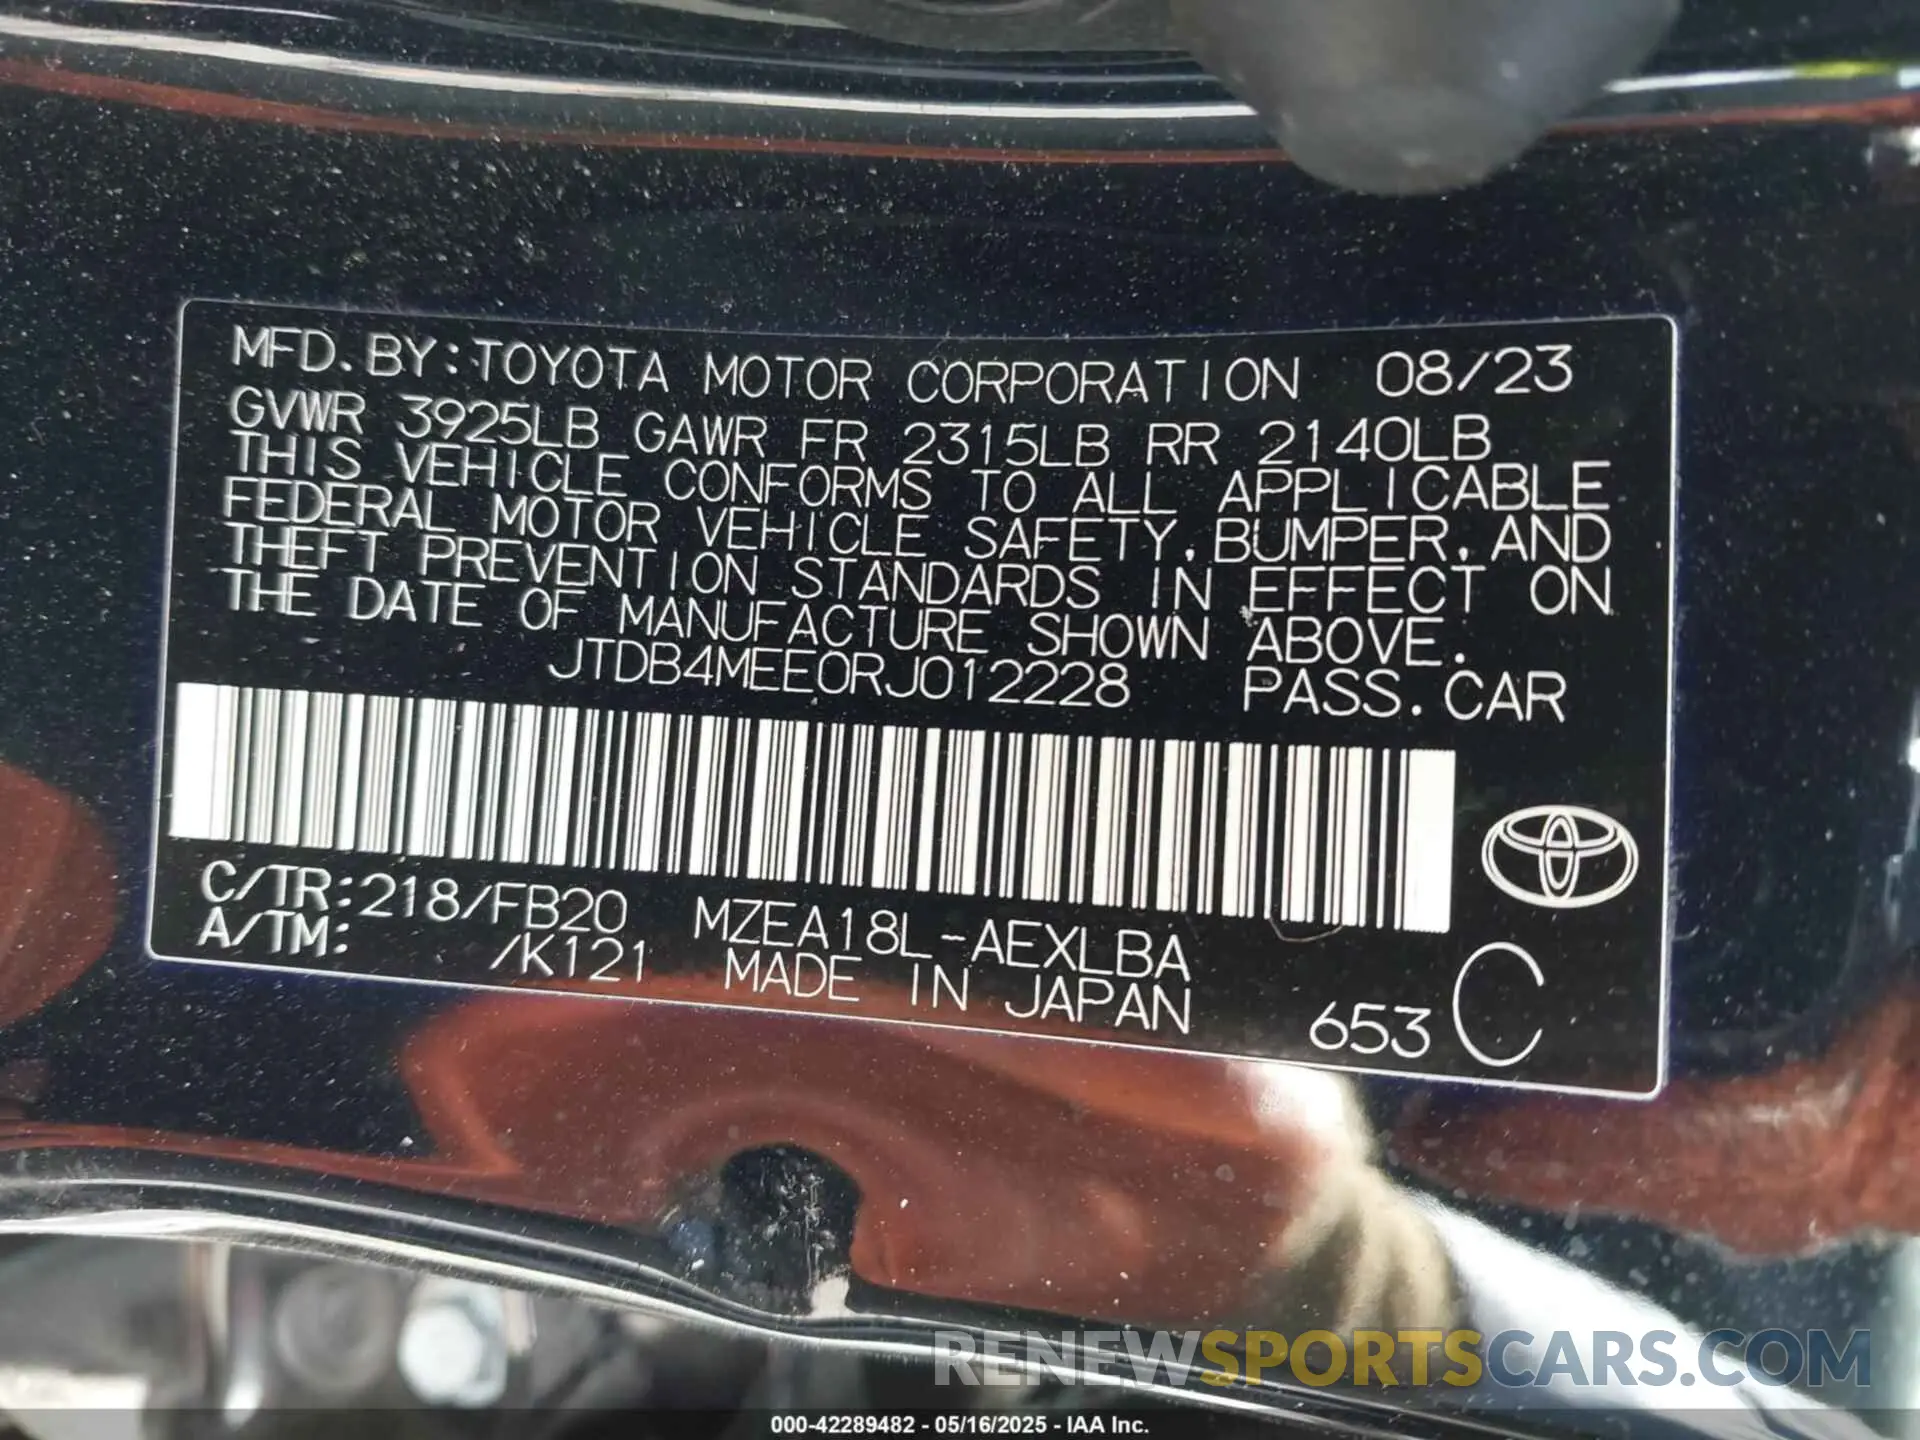 MFD. BY: TOYOTA MOTOR CORPORATION 08/23
GVWR 3925LB GAWR FR 2315LB RR 2140LB
THIS VEHICLE CONFORMS TO ALL APPLICABLE
FEDERAL MOTOR VEHICLE SAFETY, BUMPER, AND
THEFT PREVENTION STANDARDS IN EFFECT ON
THE DATE OF MANUFACTURE SHOWN ABOVE.
JTDB4MEE0RJ012228 PASS. CAR
C/TR: 218/FB20 MZEA18L-AEXLBA
A/TM: /K121 MADE IN JAPAN 653 C
RENEWSPORTSCARS.COM
000-42289482 - 05/16/2025 - IAA Inc.